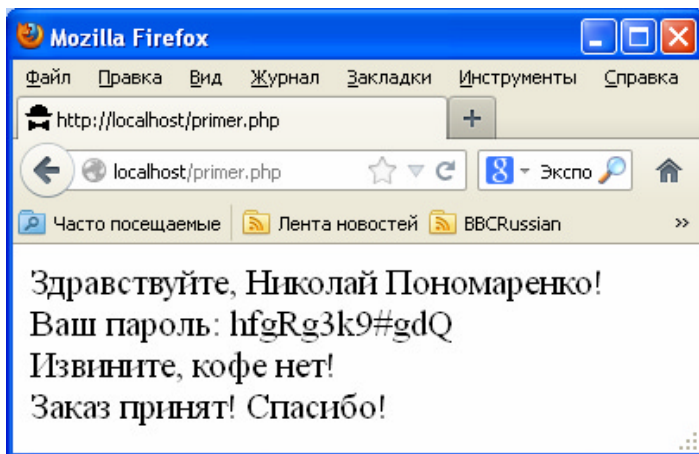 Mozilla Firefox
Файл Правка Вид Журнал Закладки Инструменты Справка
http://localhost/primer.php
localhost/primer.php 8 Экспо
Часто посещаемые Лента новостей BBCRussian »
Здравствуйте, Николай Пономаренко!
Ваш пароль: hfgRg3k9#gdQ
Извините, кофе нет!
Заказ принят! Спасибо!